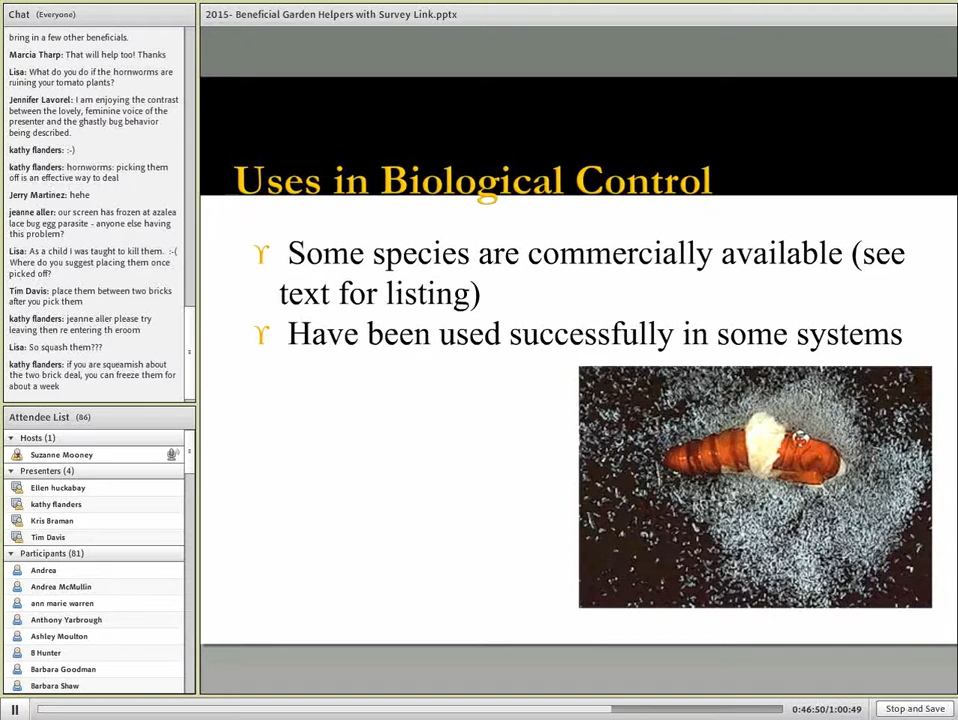 Chat (Everyone)
bring in a few other beneficials.
Marcia Tharp: That will help too! Thanks
Lisa: What do you do if the hornworms are
ruining your tomato plants?
Jennifer Lavorel: I am enjoying the contrast
between the lovely, feminine voice of the
presenter and the ghastly bug behavior
being described.
kathy flanders: :-)
kathy flanders: hornworms: picking them
off is an effective way to deal
Jerry Martinez: hehe
jeanne aller: our screen has frozen at azalea
lace bug egg parasite - anyone else having
this problem?
Lisa: As a child I was taught to kill them. :-(
Where do you suggest placing them once
picked off?
Tim Davis: place them between two bricks
after you pick them
kathy flanders: jeanne aller please try
leaving then re entering th eroom
Lisa: So squash them???
kathy flanders: if you are squeamish about
the two brick deal, you can freeze them for
about a week
Attendee List (86)
Hosts (1)
Suzanne Mooney
Presenters (4)
Ellen huckabay
kathy flanders
Kris Braman
Tim Davis
Participants (81)
Andrea
Andrea McMullin
ann marie warren
Anthony Yarbrough
Ashley Moulton
B Hunter
Barbara Goodman
Barbara Shaw
2015- Beneficial Garden Helpers with Survey Link.pptx
Uses in Biological Control
Some species are commercially available (see
text for listing)
Have been used successfully in some systems
0:46:50/1:00:49
Stop and Save